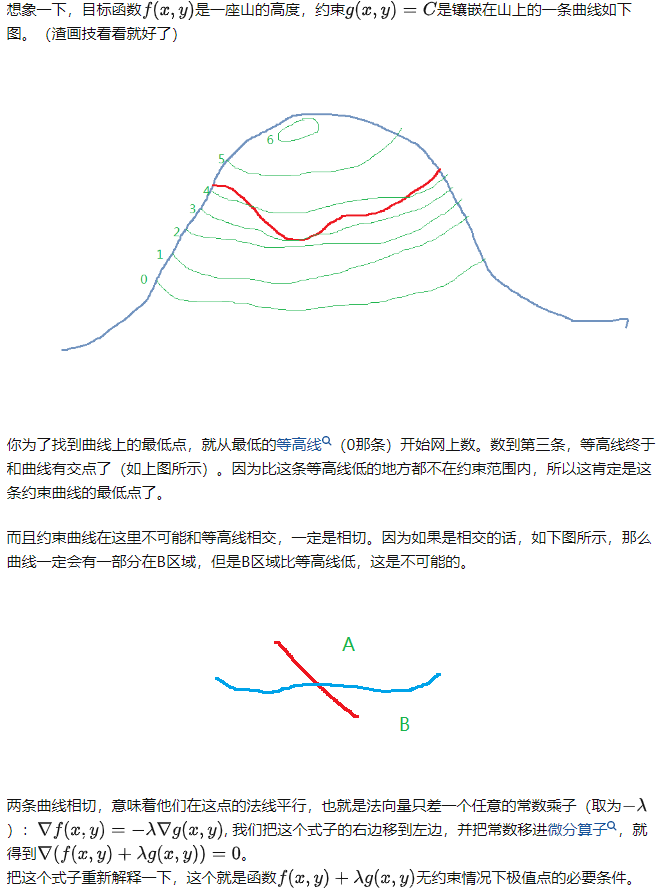 想象一下，目标函数f(x,y)是一座山的高度，约束g(x,y) = C是镶嵌在山上的一条曲线如下
图。（渣画技看看就好了）
6
5
4
3
2
1
0
你为了找到曲线上的最低点，就从最低的等高线（0那条）开始网上数。数到第三条，等高线终于
和曲线有交点了（如上图所示）。因为比这条等高线低的地方都不在约束范围内，所以这肯定是这
条约束曲线的最低点了。
而且约束曲线在这里不可能和等高线相交，一定是相切。因为如果是相交的话，如下图所示，那么
曲线一定会有一部分在B区域，但是B区域比等高线低，这是不可能的。
A
B
两条曲线相切，意味着他们在这点的法线平行，也就是法向量只差一个任意的常数乘子（取为−λ
）：∇f(x,y) = −λ∇g(x,y), 我们把这个式子的右边移到左边，并把常数移进微分算子，就
得到∇(f(x,y) + λg(x,y)) = 0。
把这个式子重新解释一下，这个就是函数f(x,y) + λg(x,y)无约束情况下极值点的必要条件。